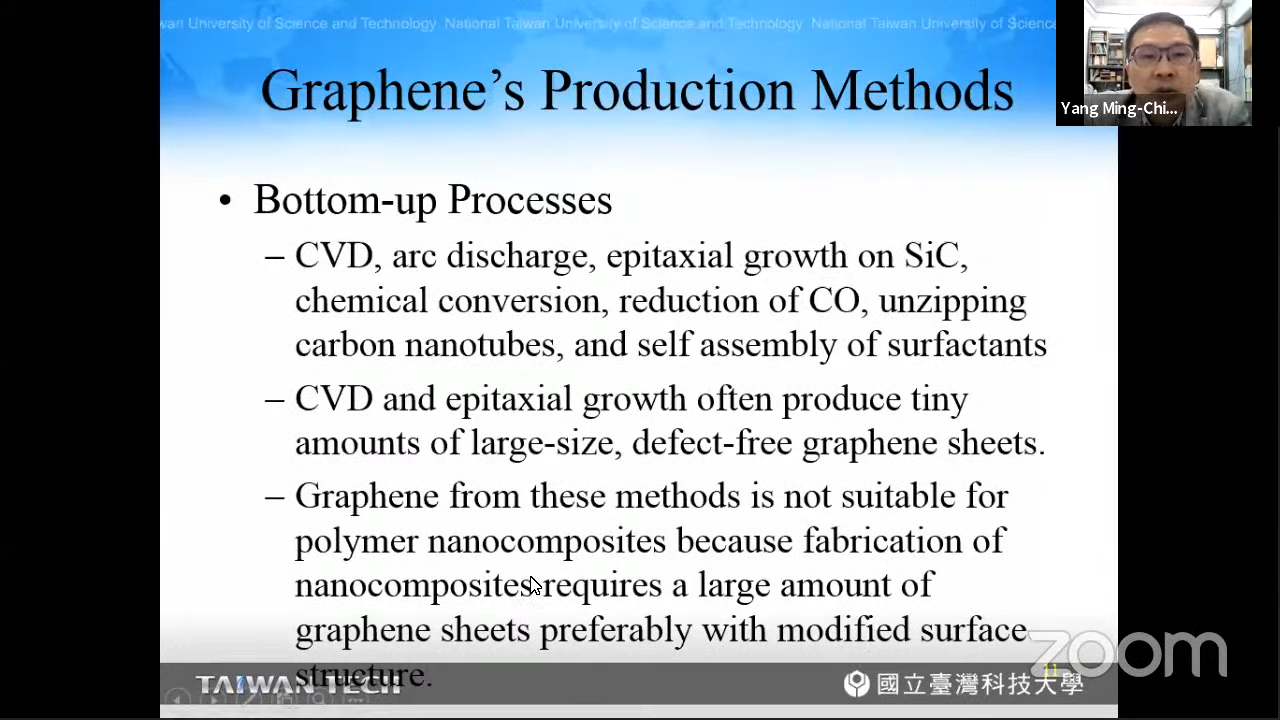 wan University of Science and Technology National Taiwan University of Science and Technology National Taiwan University of Science
Graphene’s Production Methods
Yang Ming-Chi...
• Bottom-up Processes
– CVD, arc discharge, epitaxial growth on SiC,
chemical conversion, reduction of CO, unzipping
carbon nanotubes, and self assembly of surfactants
– CVD and epitaxial growth often produce tiny
amounts of large-size, defect-free graphene sheets.
– Graphene from these methods is not suitable for
polymer nanocomposites because fabrication of
nanocomposites requires a large amount of
graphene sheets preferably with modified surface
structure.
zoom
11
TAIWAN TECH
國立臺灣科技大學